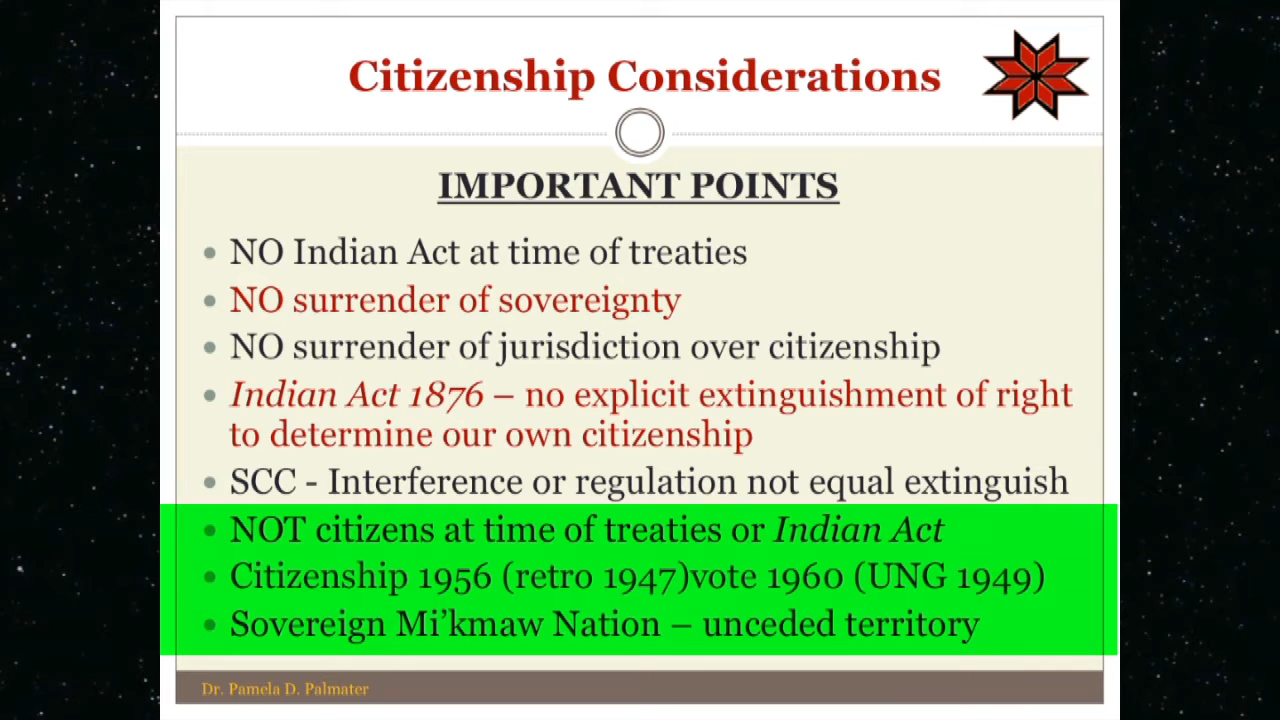 Citizenship Considerations
IMPORTANT POINTS
• NO Indian Act at time of treaties
• NO surrender of sovereignty
• NO surrender of jurisdiction over citizenship
• Indian Act 1876 – no explicit extinguishment of right
to determine our own citizenship
• SCC - Interference or regulation not equal extinguish
• NOT citizens at time of treaties or Indian Act
• Citizenship 1956 (retro 1947)vote 1960 (UNG 1949)
• Sovereign Mi’kmaw Nation – unceded territory
Dr. Pamela D. Palmater